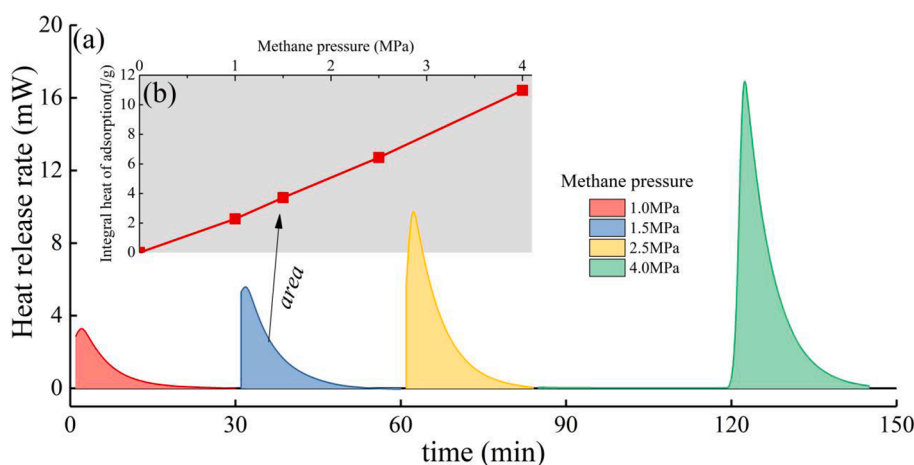 (a)
20
16
12
8
4
0
Heat release rate (mW)
0
30
60
90
120
150
time (min)
Methane pressure (MPa)
0
1
2
3
4
(b)
12
10
8
6
4
2
0
Integral heat of adsorption(J/g)
area
Methane pressure
1.0MPa
1.5MPa
2.5MPa
4.0MPa